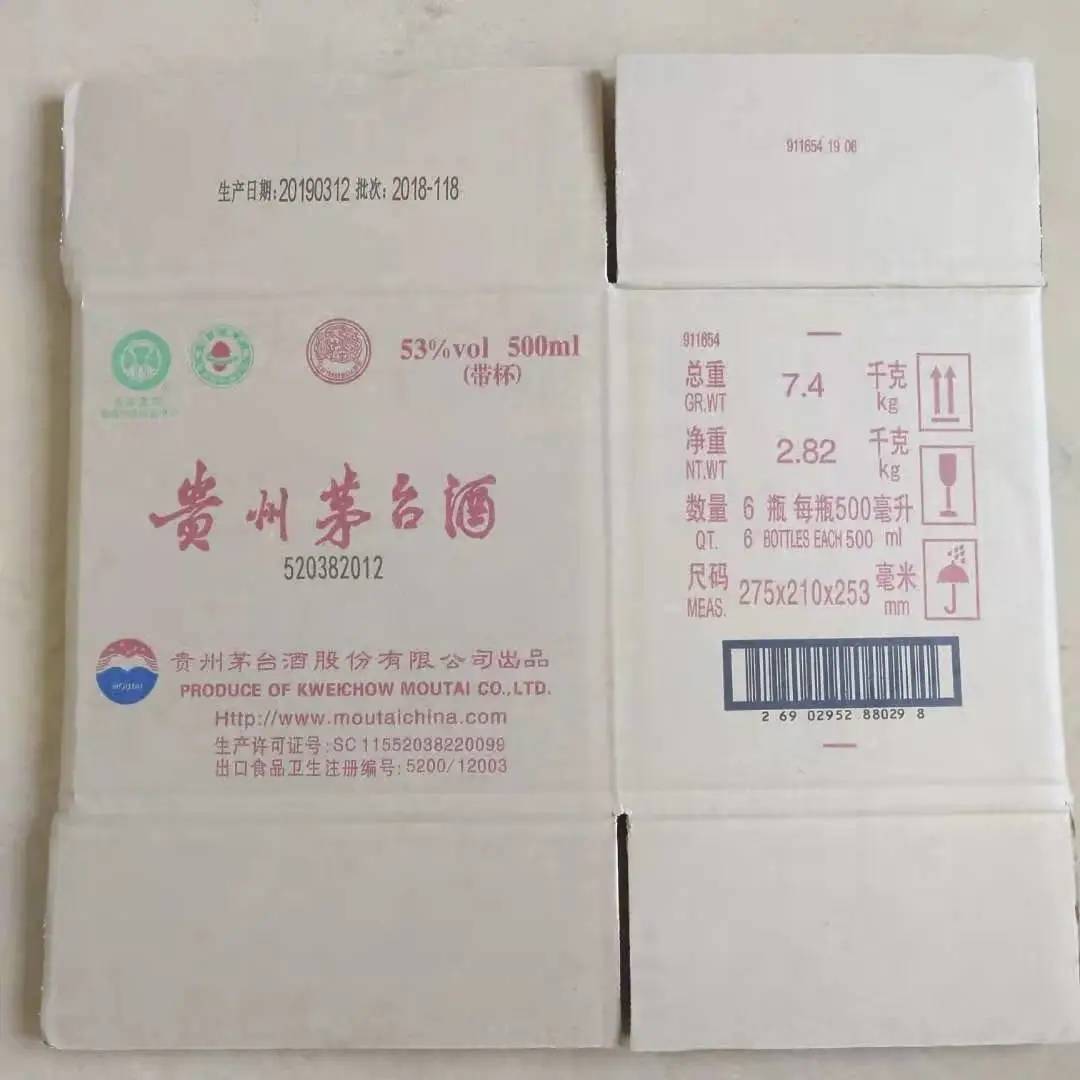 生产日期:20190312 批次:2018-118
53%vol 500ml
(带杯)
贵州茅台酒
520382012
MOUTAI
贵州茅台酒股份有限公司出品
PRODUCE OF KWEICHOW MOUTAI CO.,LTD.
Http://www.moutaichina.com
生产许可证号:SC11552038220099
出口食品卫生注册编号:5200/12003
911654 19 06
911654
总重 7.4 千克
GR.WT kg
净重 2.82 千克
NT.WT kg
数量 6 瓶 每瓶500毫升
QT. 6 BOTTLES EACH 500 ml
尺码 275x210x253 毫米
MEAS. mm
2 69 02952 88029 8